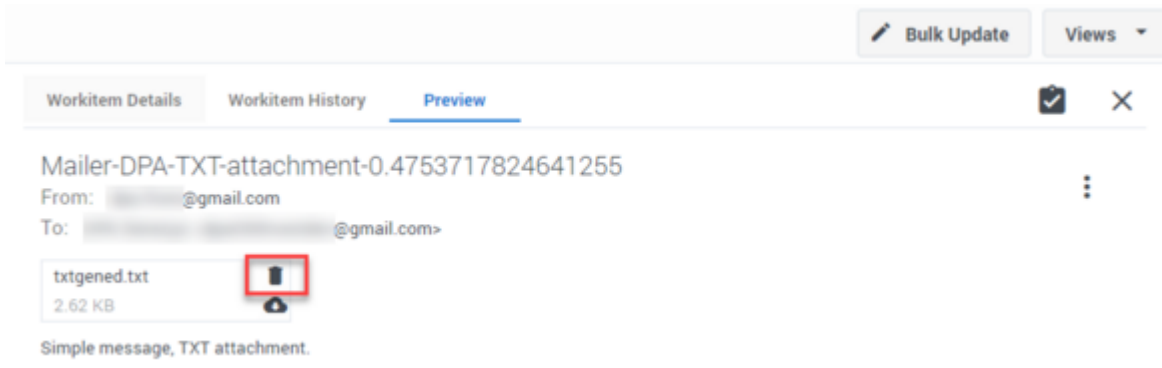 Bulk Update
Views
Workitem Details
Workitem History
Preview
Mailer-DPA-TXT-attachment-0.4753717824641255
From: @gmail.com
To: @gmail.com>
txtgened.txt
2.62 KB
Simple message, TXT attachment.